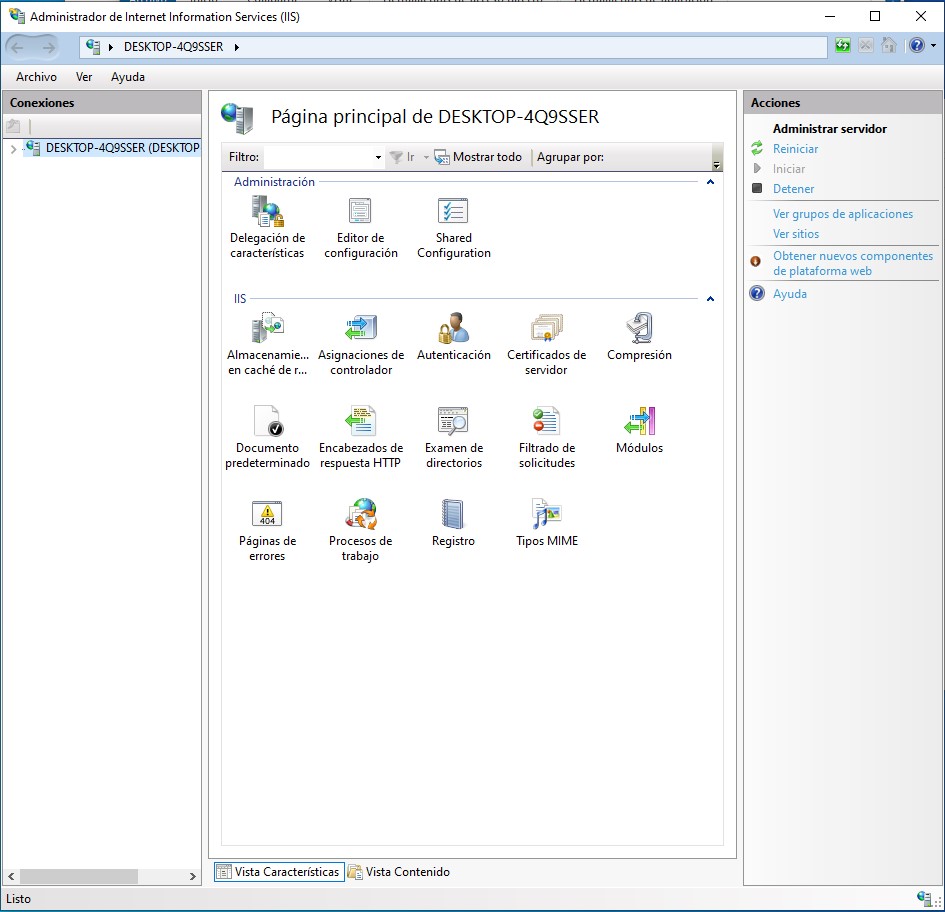 Administrador de Internet Information Services (IIS)
DESKTOP-4Q9SSER
Archivo Ver Ayuda
Conexiones
DESKTOP-4Q9SSER (DESKTOP
Página principal de DESKTOP-4Q9SSER
Filtro: Ir Mostrar todo Agrupar por:
Administración
Delegación de
características
Editor de
configuración
Shared
Configuration
IIS
Almacenamie...
en caché de r...
Asignaciones de
controlador
Autenticación
Certificados de
servidor
Compresión
Documento
predeterminado
Encabezados de
respuesta HTTP
Examen de
directorios
Filtrado de
solicitudes
Módulos
404
Páginas de
errores
Procesos de
trabajo
Registro
Tipos MIME
Vista Características Vista Contenido
Acciones
Administrar servidor
Reiniciar
Iniciar
Detener
Ver grupos de aplicaciones
Ver sitios
Obtener nuevos componentes
de plataforma web
Ayuda
Listo